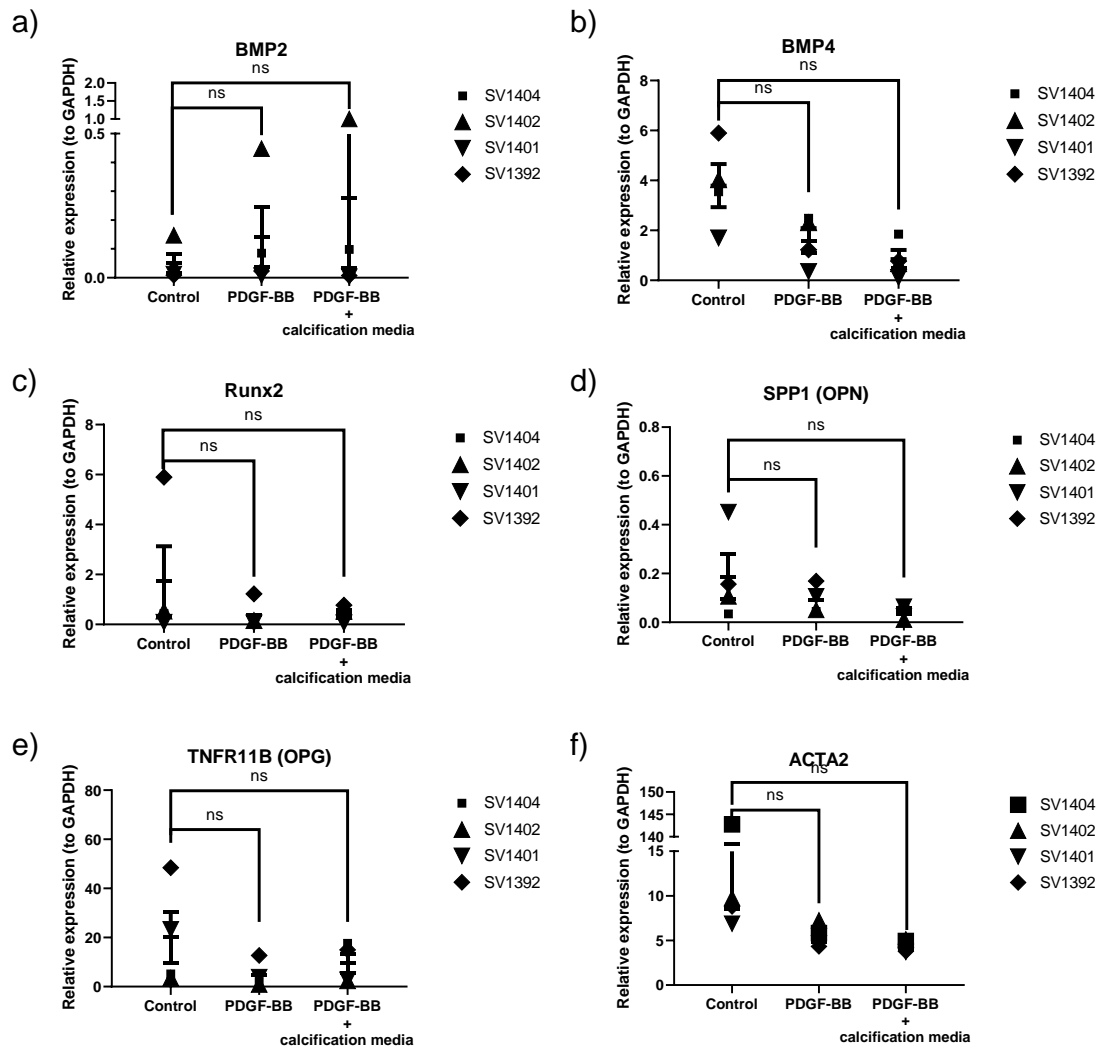 a)
BMP2
ns
ns
Relative expression (to GAPDH)
2.0
1.5
1.0
0.5
0.0
Control
PDGF-BB
PDGF-BB
+
calcification media
SV1404
SV1402
SV1401
SV1392
b)
BMP4
ns
ns
Relative expression (to GAPDH)
8
6
4
2
0
Control
PDGF-BB
PDGF-BB
+
calcification media
SV1404
SV1402
SV1401
SV1392
c)
Runx2
ns
ns
Relative expression (to GAPDH)
8
6
4
2
0
Control
PDGF-BB
PDGF-BB
+
calcification media
SV1404
SV1402
SV1401
SV1392
d)
SPP1 (OPN)
ns
ns
Relative expression (to GAPDH)
0.8
0.6
0.4
0.2
0.0
Control
PDGF-BB
PDGF-BB
+
calcification media
SV1404
SV1402
SV1401
SV1392
e)
TNFR11B (OPG)
ns
ns
Relative expression (to GAPDH)
80
60
40
20
0
Control
PDGF-BB
PDGF-BB
+
calcification media
SV1404
SV1402
SV1401
SV1392
f)
ACTA2
ns
ns
Relative expression (to GAPDH)
150
145
140
15
10
5
0
Control
PDGF-BB
PDGF-BB
+
calcification media
SV1404
SV1402
SV1401
SV1392